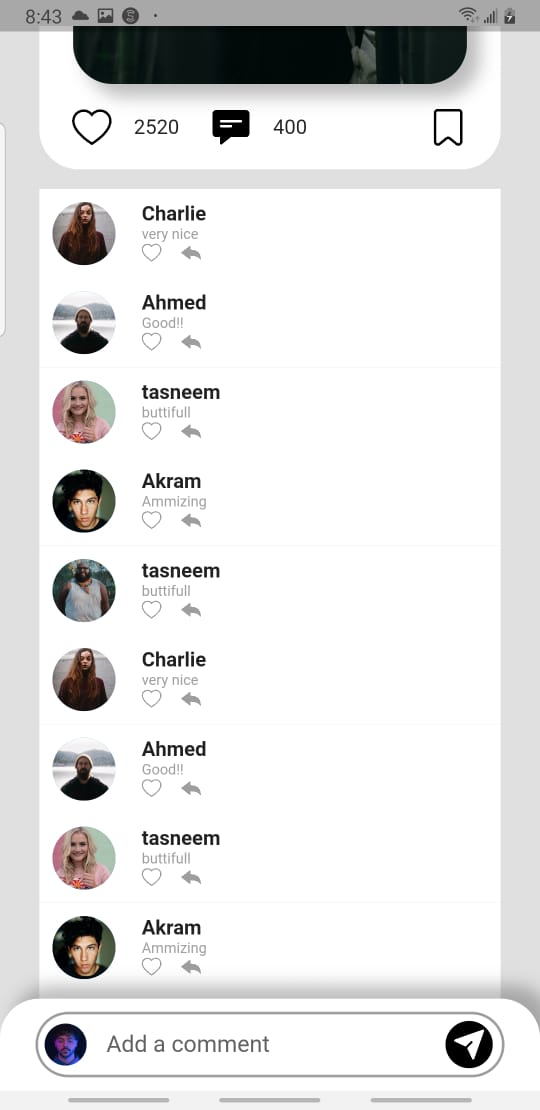 8:43
2520 400
Charlie
very nice
Ahmed
Good!!
tasneem
buttifull
Akram
Ammizing
tasneem
buttifull
Charlie
very nice
Ahmed
Good!!
tasneem
buttifull
Akram
Ammizing
Add a comment